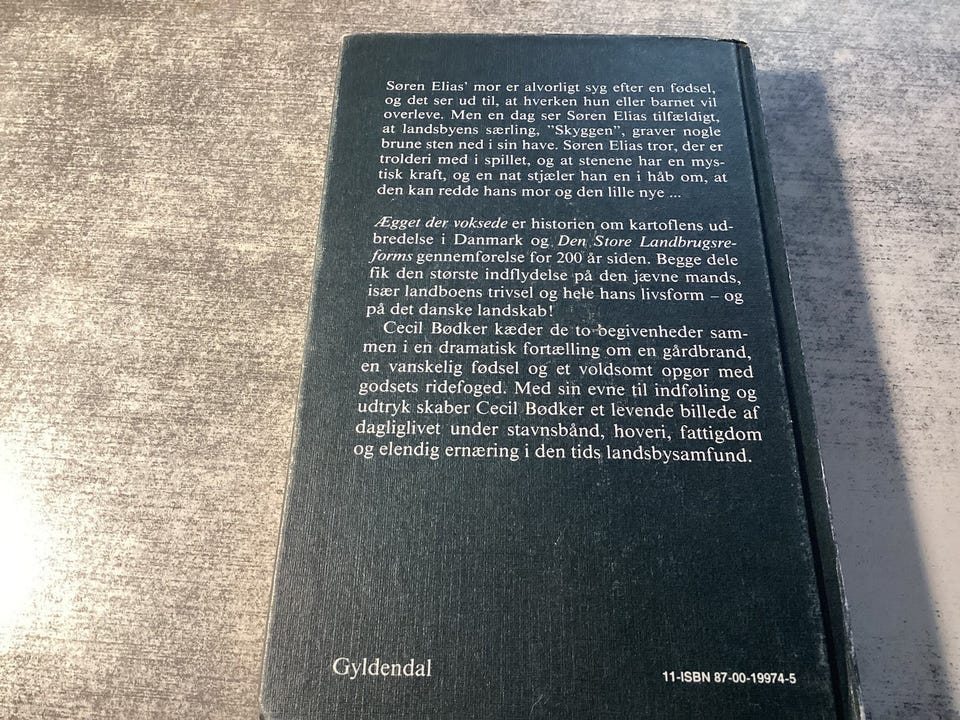 Søren Elias' mor er alvorligt syg efter en fødsel,
og det ser ud til, at hverken hun eller barnet vil
overleve. Men en dag ser Søren Elias tilfældigt,
at landsbyens særling, "Skyggen", graver nogle
brune sten ned i sin have. Søren Elias tror, der er
trolderi med i spillet, og at stenene har en mys-
tisk kraft, og en nat stjæler han en i håb om, at
den kan redde hans mor og den lille nye ...
Ægget der voksede er historien om kartoflens ud-
bredelse i Danmark og Den Store Landbrugsre-
forms gennemførelse for 200 år siden. Begge dele
fik den største indflydelse på den jævne mands,
især landboens trivsel og hele hans livsform – og
på det danske landskab!
Cecil Bødker kæder de to begivenheder sam-
men i en dramatisk fortælling om en gårdbrand,
en vanskelig fødsel og et voldsomt opgør med
godsets ridefoged. Med sin evne til indføling og
udtryk skaber Cecil Bødker et levende billede af
dagliglivet under stavnsbånd, hoveri, fattigdom
og elendig ernæring i den tids landsbysamfund.
Gyldendal
11-ISBN 87-00-19974-5